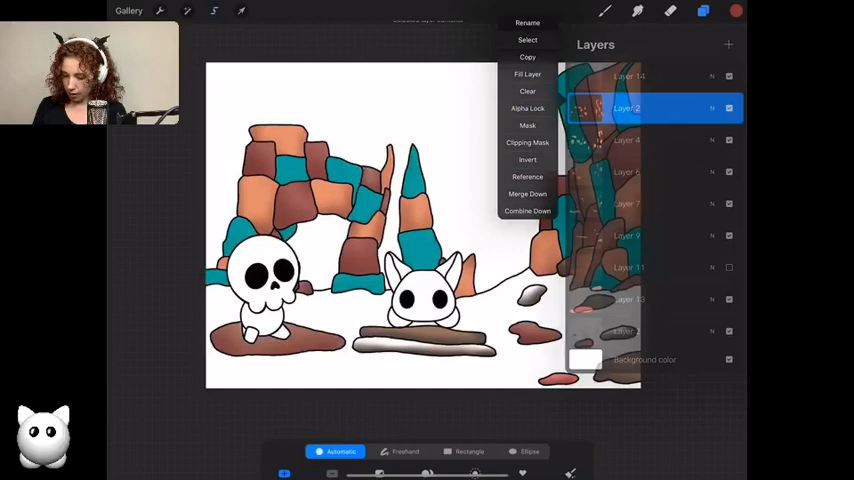 Gallery
Rename
Select
Copy
Fill Layer
Clear
Alpha Lock
Mask
Clipping Mask
Invert
Reference
Merge Down
Combine Down
Layers
Layer 14 N
Layer 2 N
Layer 4 N
Layer 6 N
Layer 7 N
Layer 9 N
Layer 11 N
Layer 13 N
Layer 2 N
Background color
Automatic Freehand Rectangle Ellipse